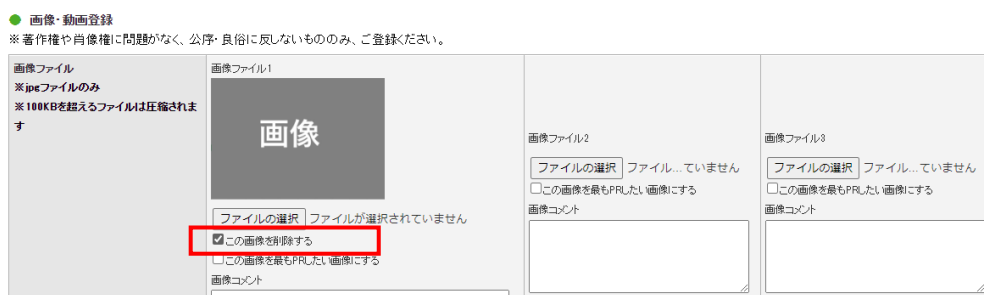 画像・動画登録
※著作権や肖像権に問題がなく、公序・良俗に反しないもののみ、ご登録ください。
画像ファイル
※jpgファイルのみ
※100KBを超えるファイルは圧縮されま
す
画像ファイル1
画像
ファイルの選択 ファイルが選択されていません
この画像を削除する
この画像を最もPRしたい画像にする
画像コメント
画像ファイル2
ファイルの選択 ファイル...ていません
この画像を最もPRしたい画像にする
画像コメント
画像ファイル3
ファイルの選択 ファイル...ていません
この画像を最もPRしたい画像にする
画像コメント